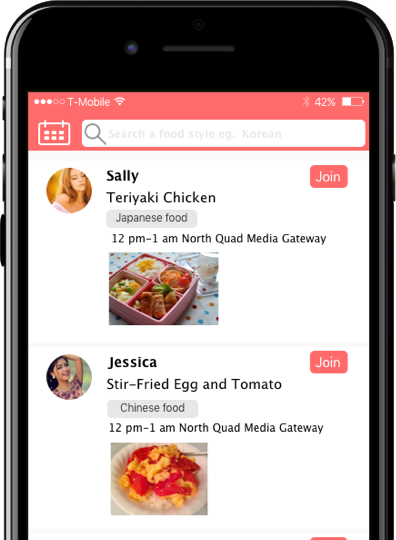 T-Mobile 42%
Search a food style eg. Korean
Sally Join
Teriyaki Chicken
Japanese food
12 pm-1 am North Quad Media Gateway
Jessica Join
Stir-Fried Egg and Tomato
Chinese food
12 pm-1 am North Quad Media Gateway